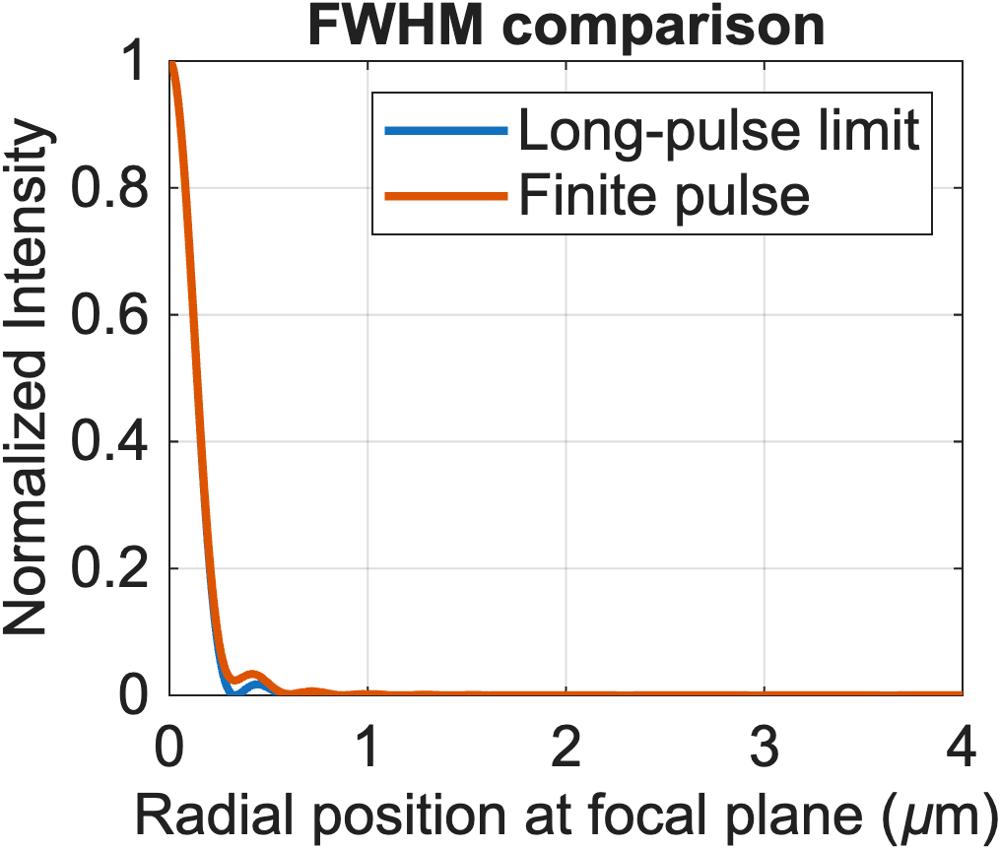 FWHM comparison
Normalized Intensity
1
0.8
0.6
0.4
0.2
0
Long-pulse limit
Finite pulse
0 1 2 3 4
Radial position at focal plane (μm)